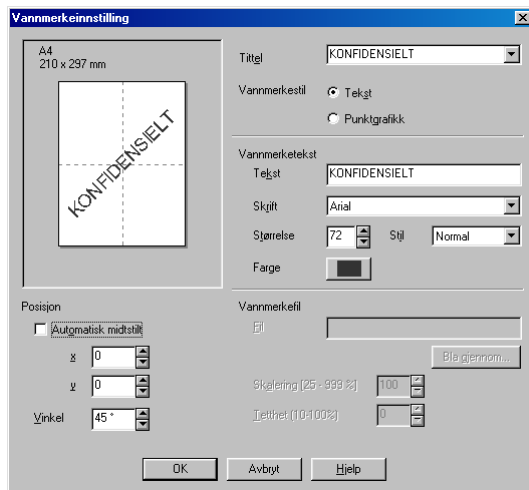 Vannmerkeinnstilling
A4
210 x 297 mm
KONFIDENSIELT
Tittel KONFIDENSIELT
Vannmerkestil Tekst
Punktgrafikk
Vannmerketekst
Tekst KONFIDENSIELT
Skrift Arial
Størrelse 72 Stil Normal
Farge
Posisjon
Automatisk midtstilt
x 0
y 0
Vinkel 45 °
Vannmerkefil
Fil
Bla gjennom...
Skalering (25 - 999 %) 100
Tetthet (10-100%) 0
OK Avbryt Hjelp